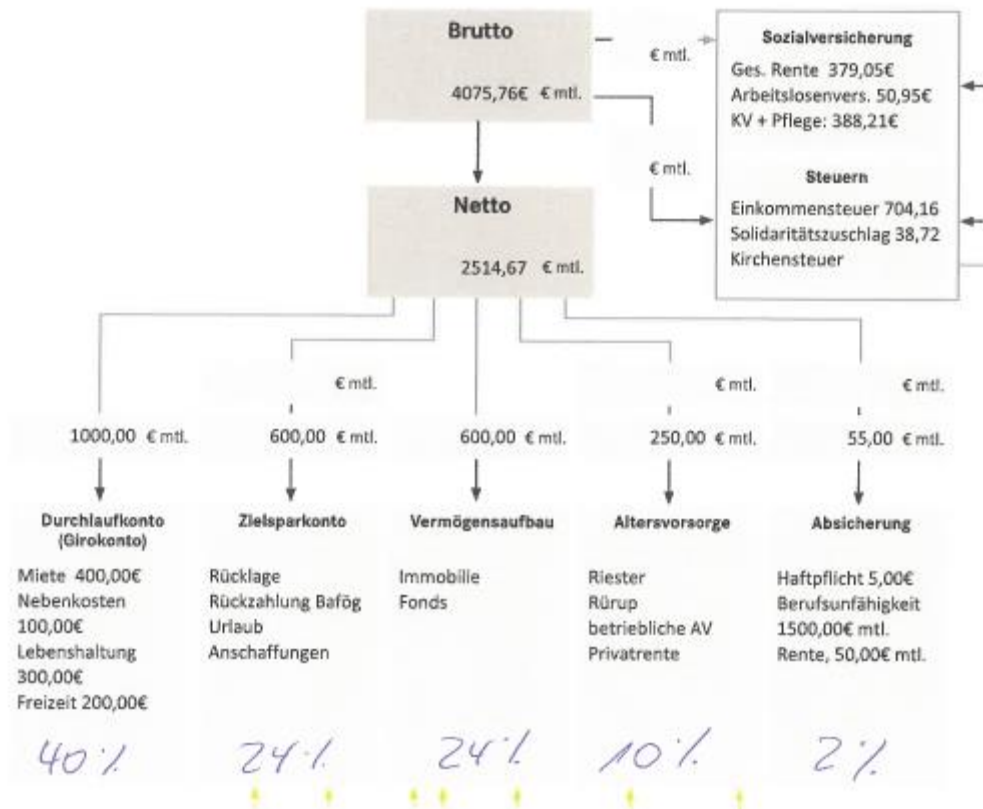 Brutto
4075,76€ € mtl.
€ mtl.
€ mtl.
Sozialversicherung
Ges. Rente 379,05€
Arbeitslosenvers. 50,95€
KV + Pflege: 388,21€
Steuern
Einkommensteuer 704,16
Solidaritätszuschlag 38,72
Kirchensteuer
Netto
2514,67 € mtl.
€ mtl.
€ mtl.
€ mtl.
1000,00 € mtl.
600,00 € mtl.
600,00 € mtl.
250,00 € mtl.
55,00 € mtl.
Durchlaufkonto
(Girokonto)
Miete 400,00€
Nebenkosten
100,00€
Lebenshaltung
300,00€
Freizeit 200,00€
40 %
Zielsparkonto
Rücklage
Rückzahlung Bafög
Urlaub
Anschaffungen
24 %
Vermögensaufbau
Immobilie
Fonds
24 %
Altersvorsorge
Riester
Rürup
betriebliche AV
Privatrente
10 %
Absicherung
Haftpflicht 5,00€
Berufsunfähigkeit
1500,00€ mtl.
Rente, 50,00€ mtl.
2 %